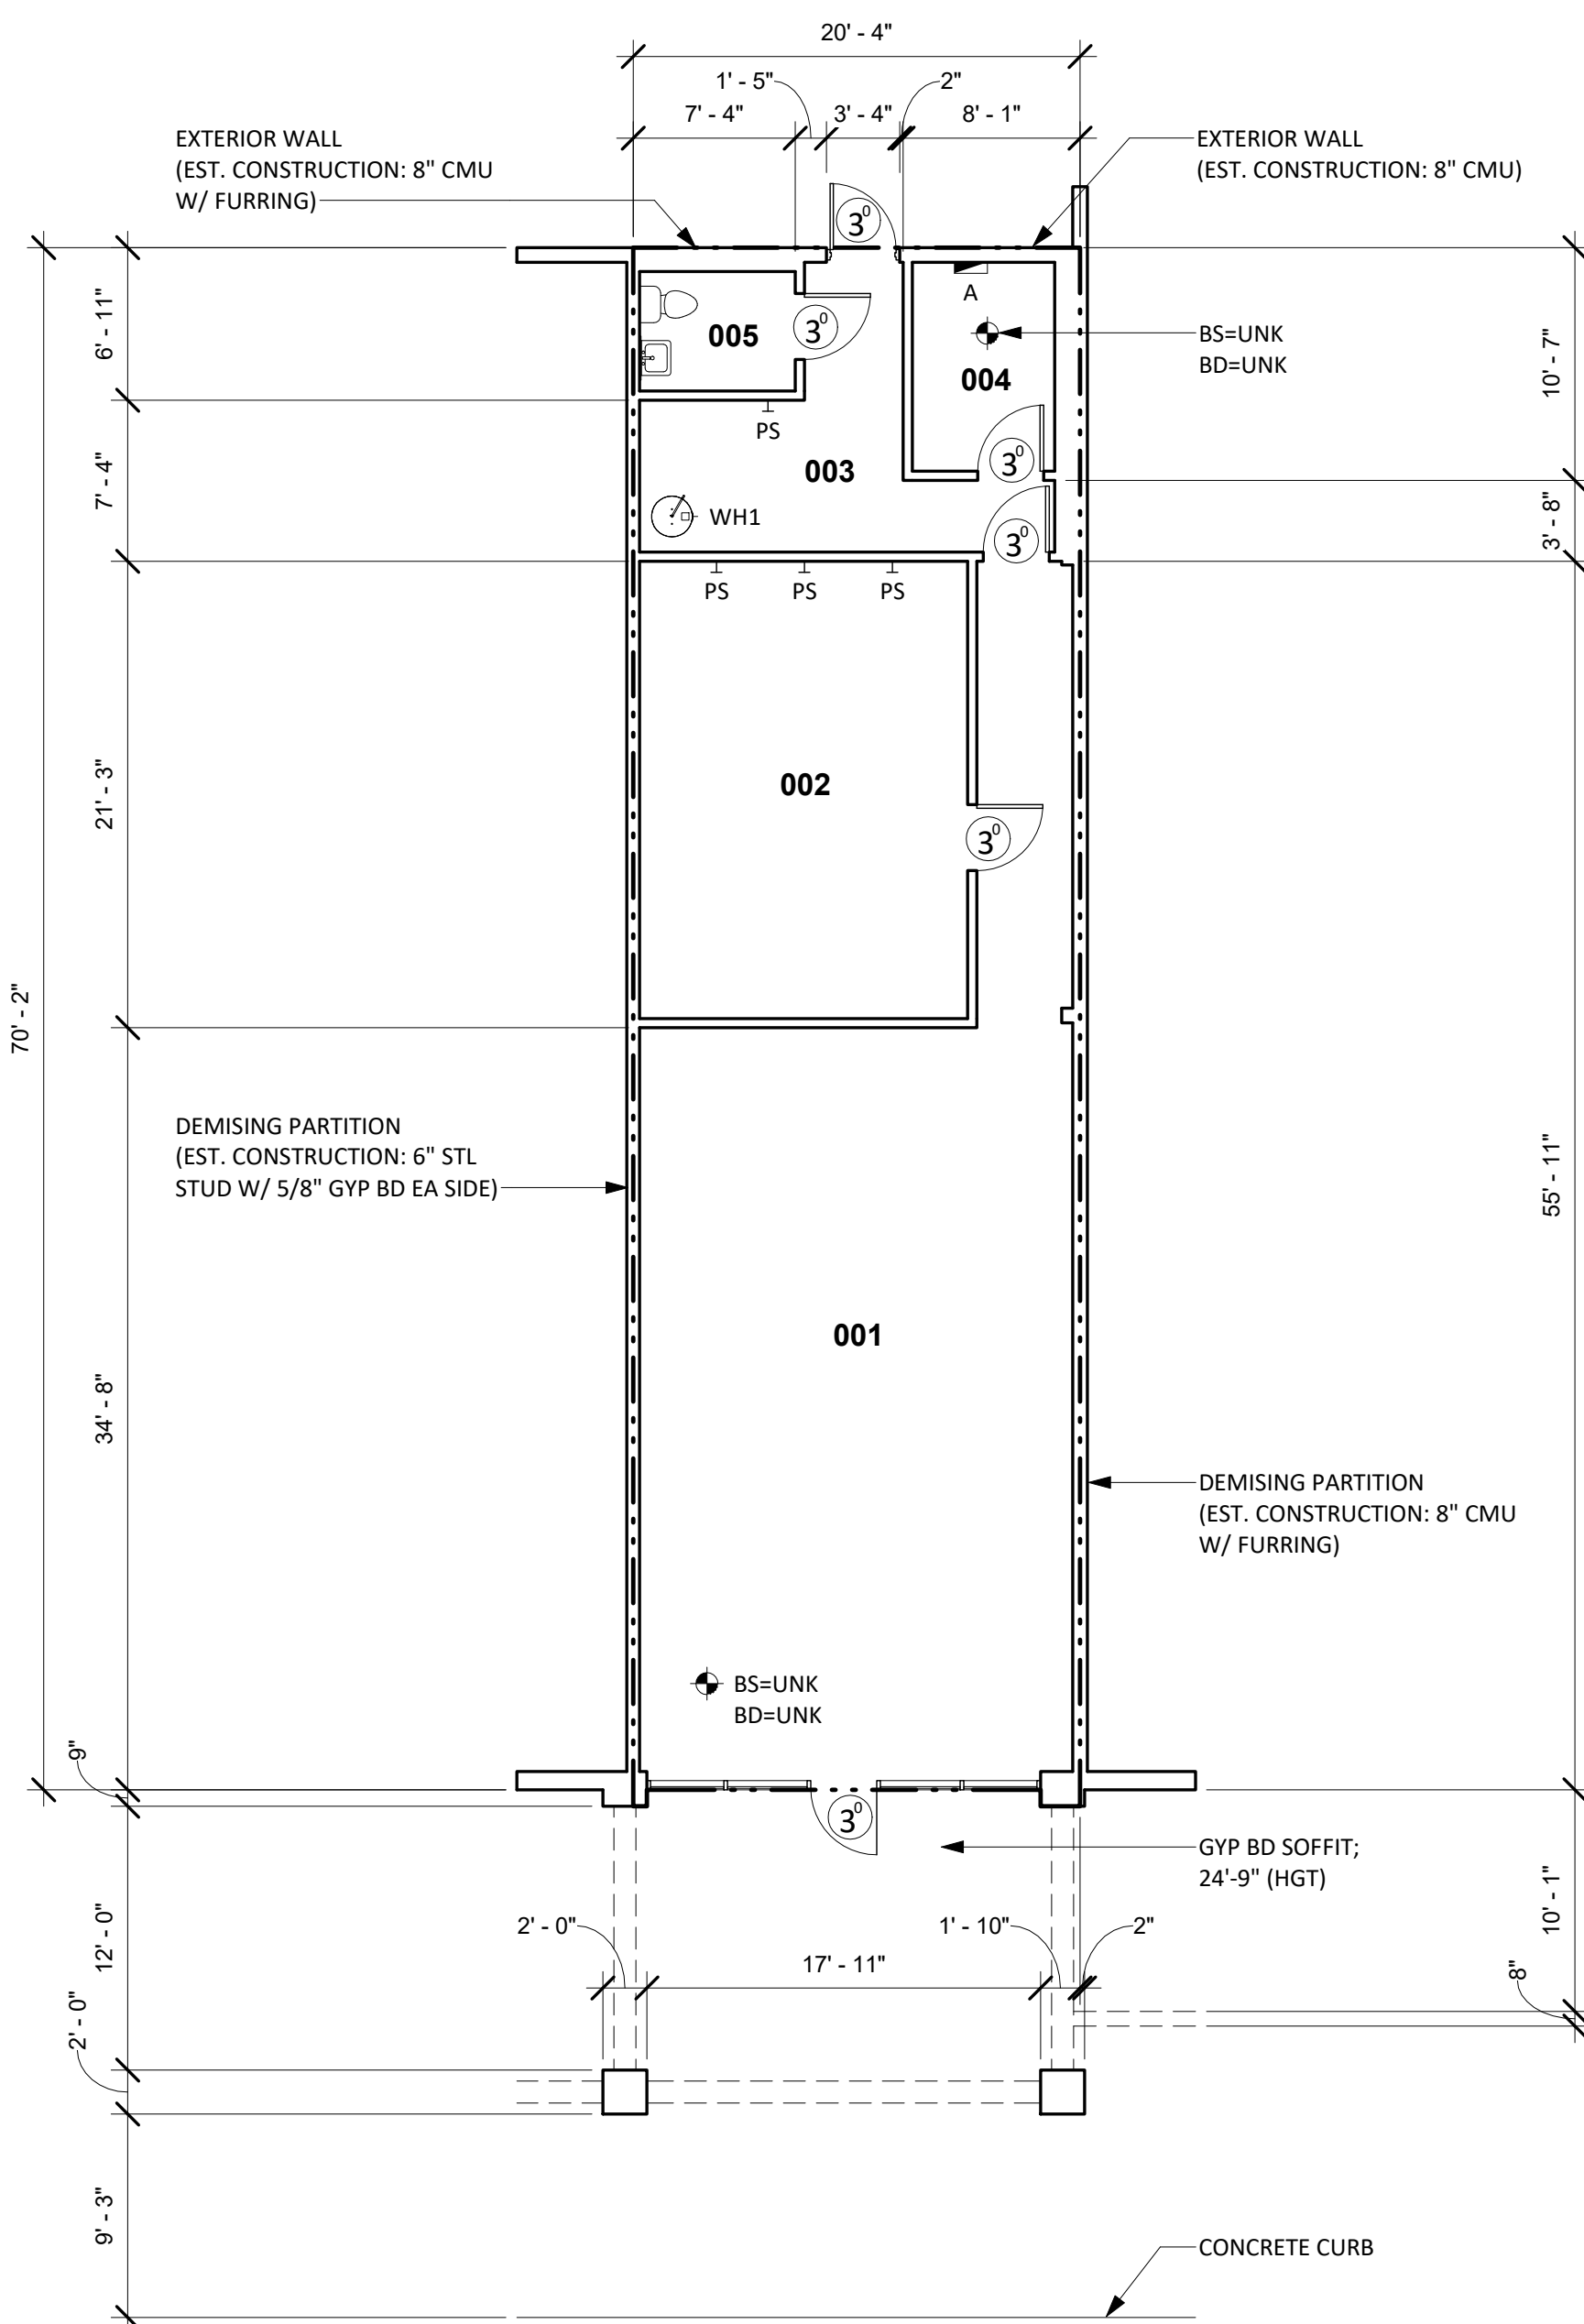 20' - 4"
1' - 5"
2"
7' - 4"
3' - 4"
8' - 1"
EXTERIOR WALL
(EST. CONSTRUCTION: 8" CMU
W/ FURRING)
EXTERIOR WALL
(EST. CONSTRUCTION: 8" CMU)
3⁰
A
6' - 11"
005
3⁰
BS=UNK
BD=UNK
10' - 7"
004
PS
7' - 4"
003
3⁰
WH1
3⁰
3' - 8"
PS
PS
PS
21' - 3"
002
3⁰
70' - 2"
DEMISING PARTITION
(EST. CONSTRUCTION: 6" STL
STUD W/ 5/8" GYP BD EA SIDE)
55' - 11"
001
34' - 8"
DEMISING PARTITION
(EST. CONSTRUCTION: 8" CMU
W/ FURRING)
BS=UNK
BD=UNK
9"
3⁰
GYP BD SOFFIT;
24'-9" (HGT)
12' - 0"
2' - 0"
1' - 10"
2"
10' - 1"
17' - 11"
8"
2' - 0"
9' - 3"
CONCRETE CURB